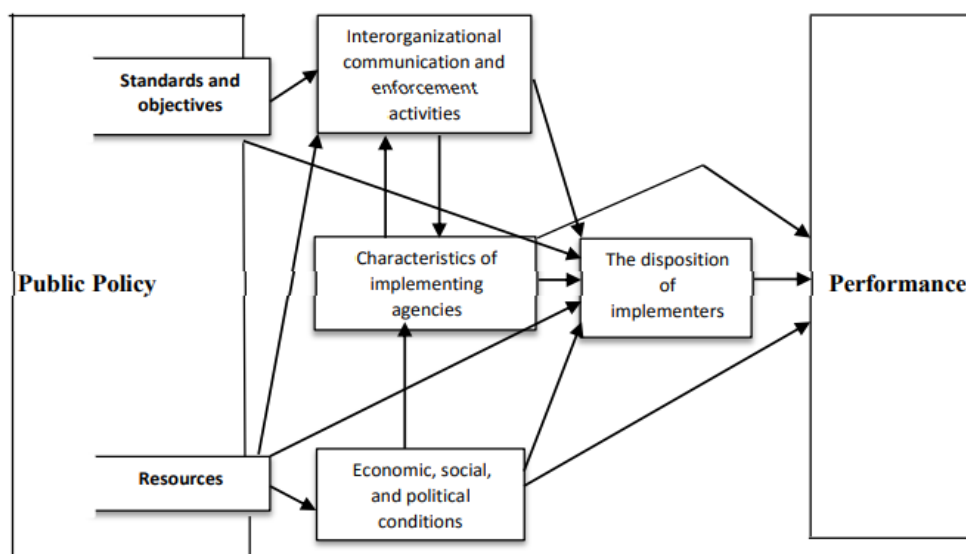 Interorganizational
communication and
enforcement
activities
Standards and
objectives
Public Policy
Characteristics of
implementing
agencies
The disposition
of
implementers
Performance
Resources
Economic, social,
and political
conditions